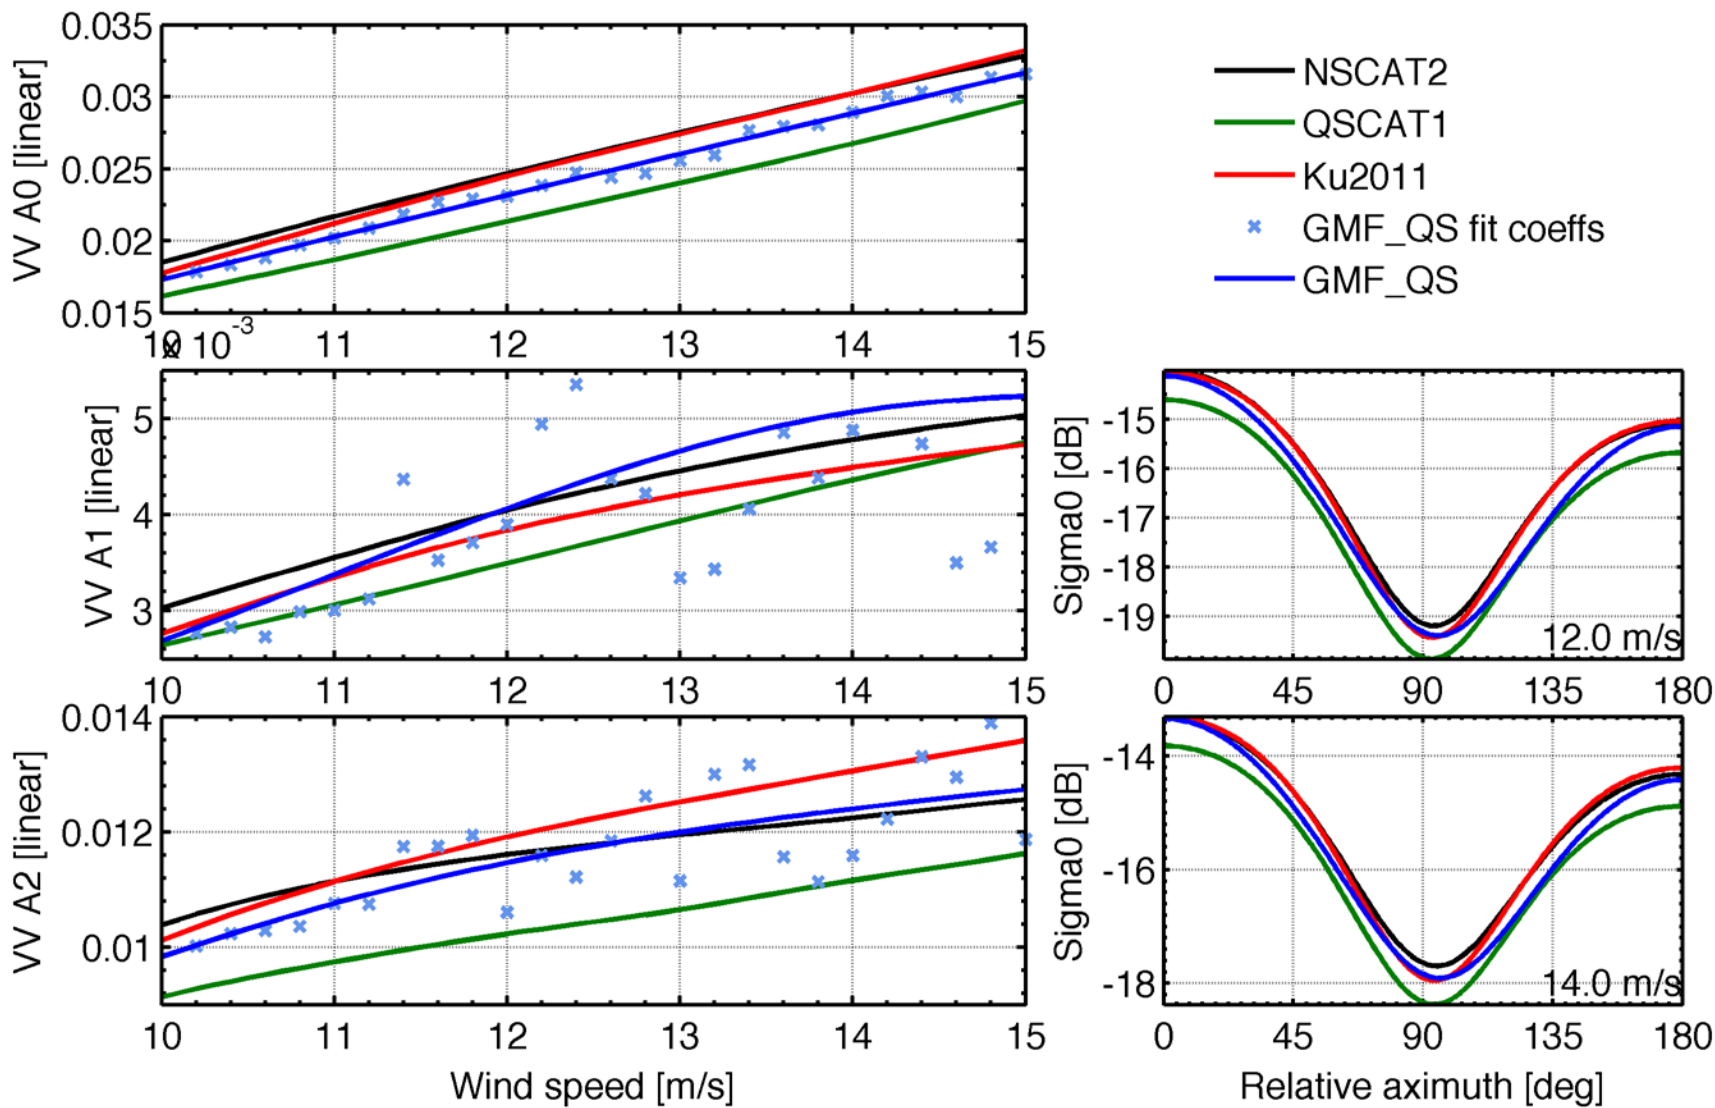 0.035
0.03
0.025
0.02
0.015
VV A0 [linear]
10 11 12 13 14 15
NSCAT2
QSCAT1
Ku2011
GMF_QS fit coeffs
GMF_QS
x 10-3
5
4
3
VV A1 [linear]
10 11 12 13 14 15
-15
-16
-17
-18
-19
Sigma0 [dB]
12.0 m/s
0 45 90 135 180
0.014
0.012
0.01
VV A2 [linear]
10 11 12 13 14 15
Wind speed [m/s]
-14
-16
-18
Sigma0 [dB]
14.0 m/s
0 45 90 135 180
Relative aximuth [deg]